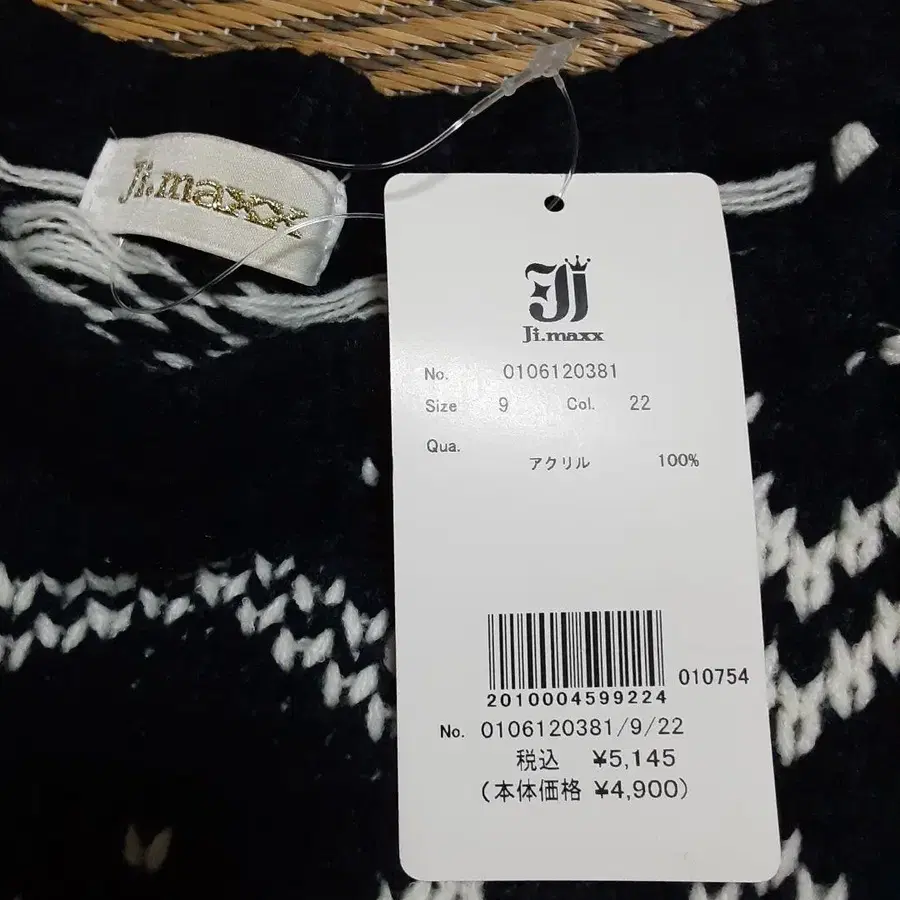 Ji.maxx
Ji
Ji.maxx
No. 0106120381
Size 9 Col. 22
Qua.
アクリル 100%
2010004599224 010754
No. 0106120381/9/22
税込 ¥5,145
(本体価格 ¥4,900)